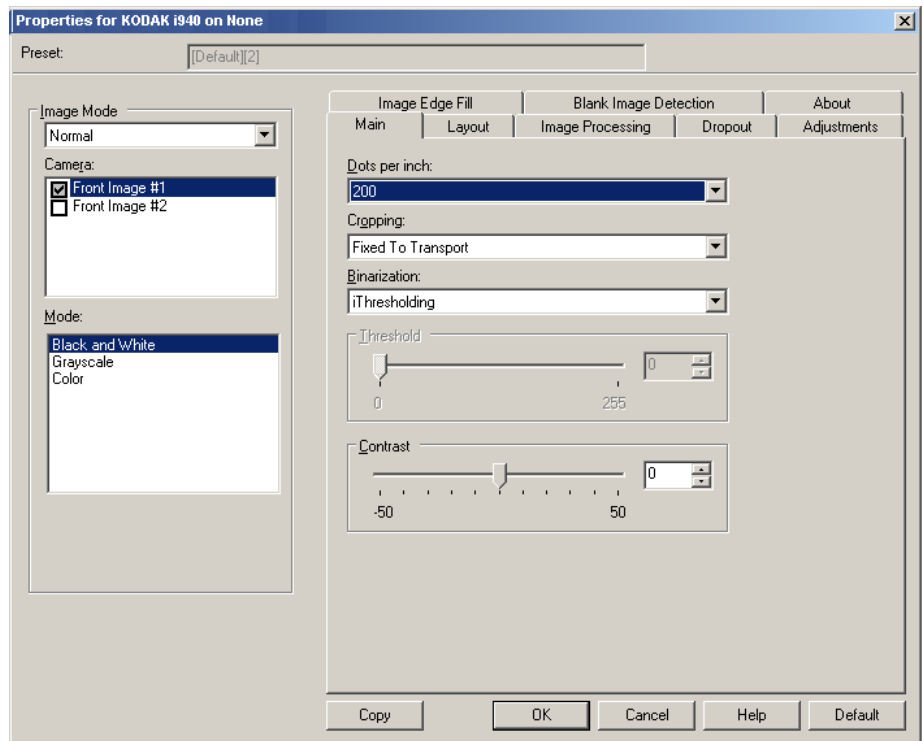 Properties for KODAK i940 on None
Preset:
[Default][2]
Image Mode
Normal
Camera:
Front Image #1
Front Image #2
Mode:
Black and White
Grayscale
Color
Image Edge Fill
Blank Image Detection
About
Main
Layout
Image Processing
Dropout
Adjustments
Dots per inch:
200
Cropping:
Fixed To Transport
Binarization:
iThresholding
Threshold
0
0
255
Contrast
0
-50
50
Copy
OK
Cancel
Help
Default